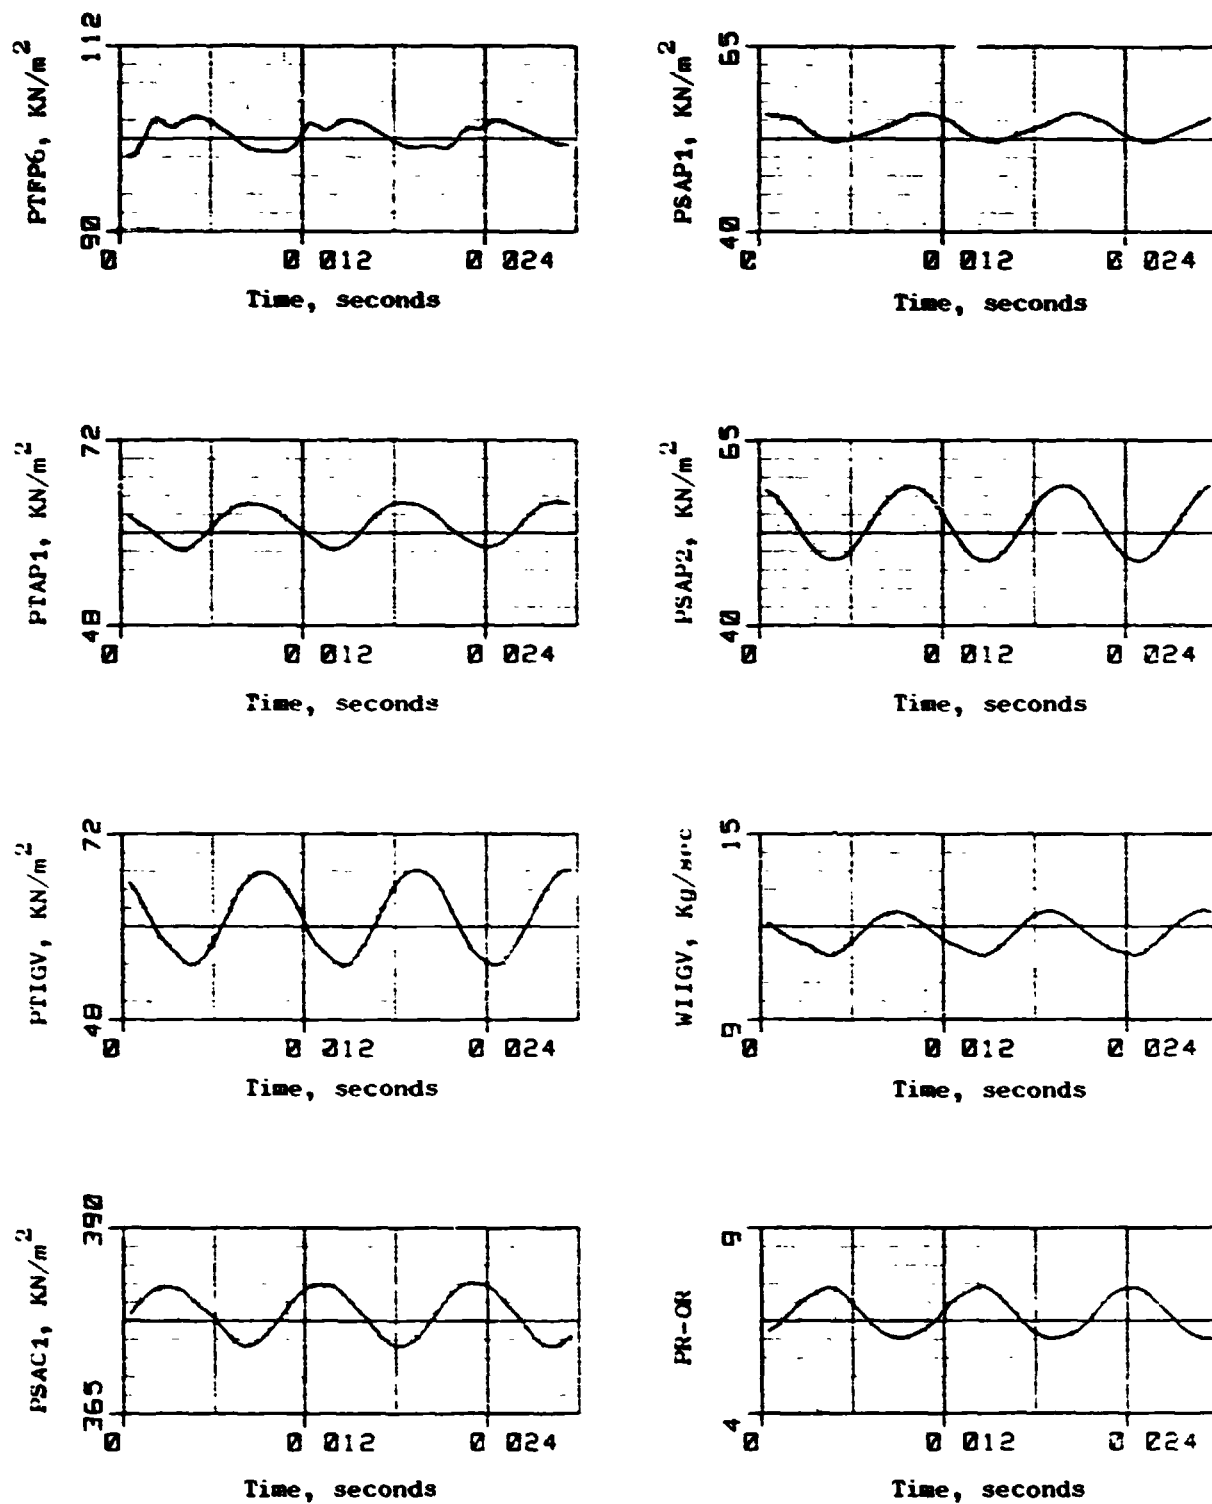 112
PTFP6, KN/m2
90
0 0 012 0 024
Time, seconds
65
PSAP1, KN/m2
40
0 0 012 0 024
Time, seconds
72
PTAP1, KN/m2
48
0 0 012 0 024
Time, seconds
65
PSAP2, KN/m2
40
0 0 012 0 024
Time, seconds
72
PTIGV, KN/m2
48
0 0 012 0 024
Time, seconds
15
WIIGV, Kg/sec
9
0 0 012 0 024
Time, seconds
390
PSAC1, KN/m2
365
0 0 012 0 024
Time, seconds
9
PR-OR
4
0 0 012 0 024
Time, seconds